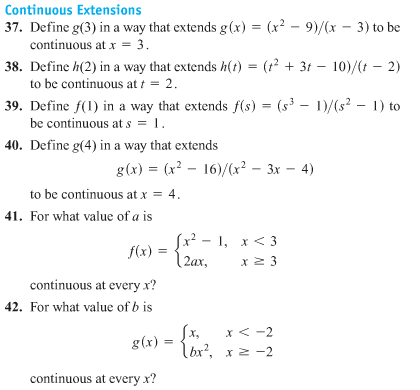 Continuous Extensions
37. Define g(3) in a way that extends g(x) = (x² − 9)/(x − 3) to be
continuous at x = 3.
38. Define h(2) in a way that extends h(t) = (t² + 3t − 10)/(t − 2)
to be continuous at t = 2.
39. Define f(1) in a way that extends f(s) = (s³ − 1)/(s² − 1) to
be continuous at s = 1.
40. Define g(4) in a way that extends
g(x) = (x² − 16)/(x² − 3x − 4)
to be continuous at x = 4.
41. For what value of a is
f(x) = { x² − 1, x < 3
2ax, x ≥ 3
continuous at every x?
42. For what value of b is
g(x) = { x, x < −2
bx², x ≥ −2
continuous at every x?